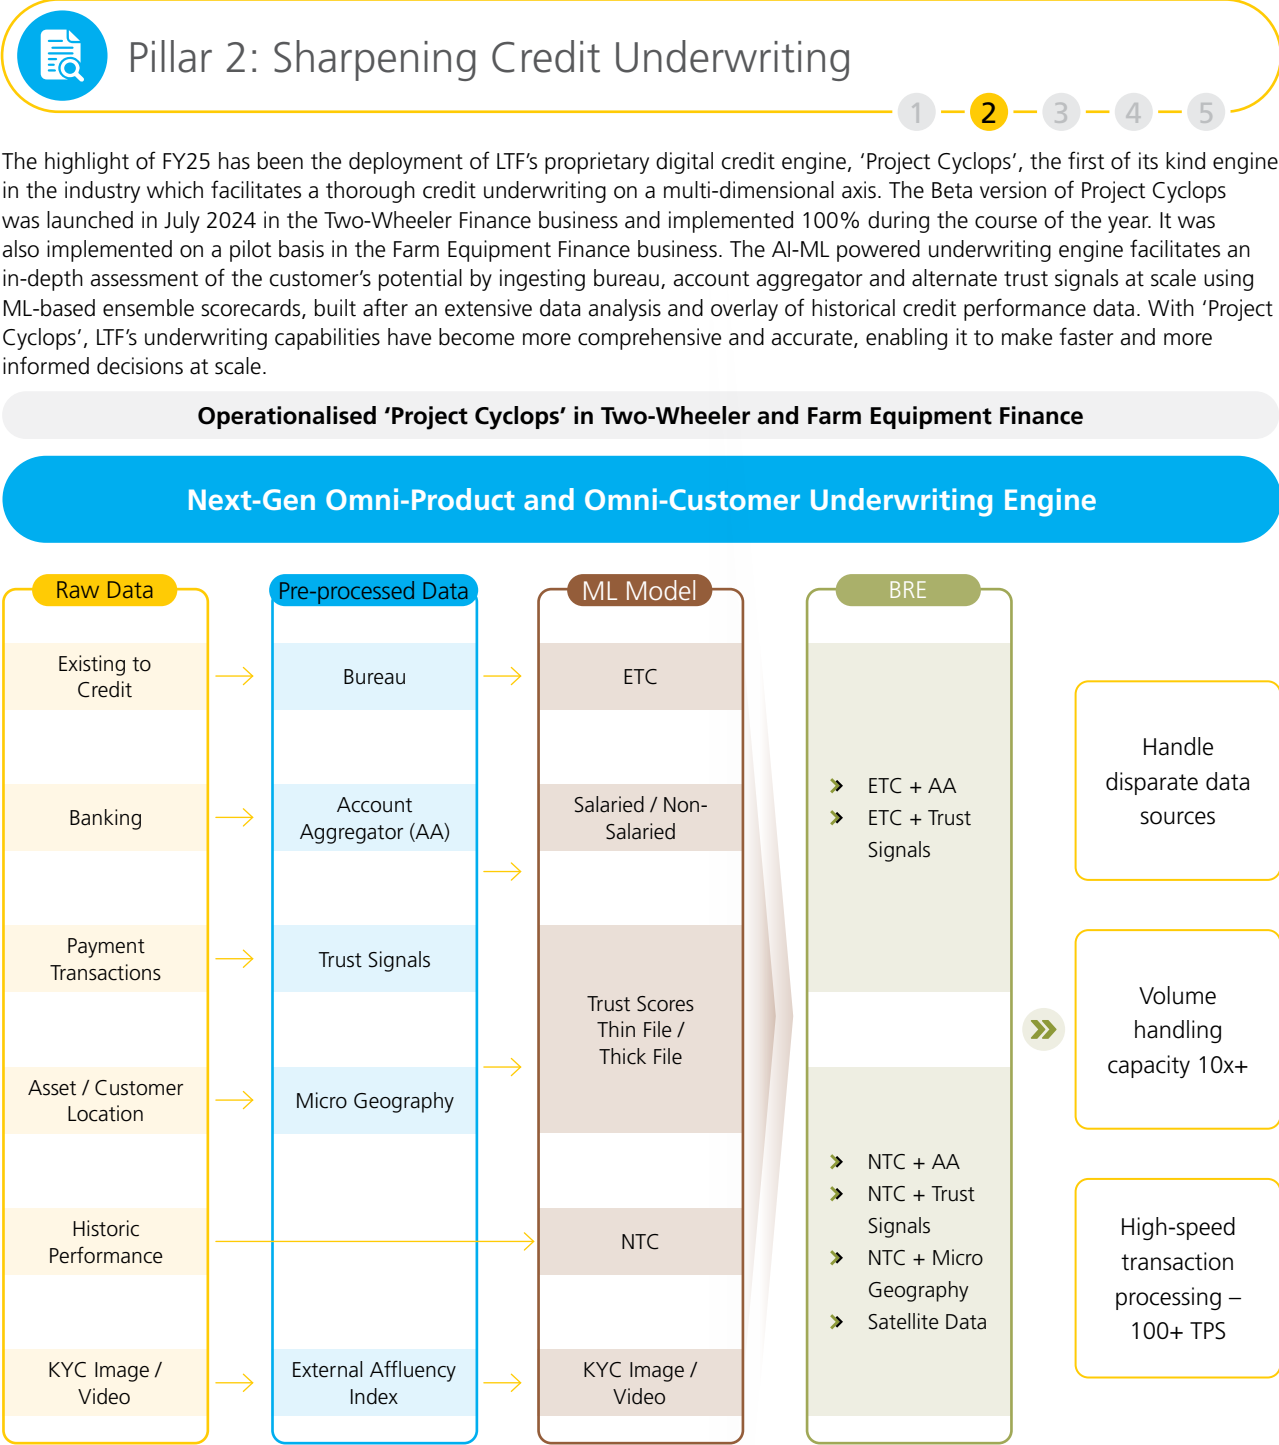 Pillar 2: Sharpening Credit Underwriting
1
2
3
4
5
The highlight of FY25 has been the deployment of LTF’s proprietary digital credit engine, ‘Project Cyclops’, the first of its kind engine
in the industry which facilitates a thorough credit underwriting on a multi-dimensional axis. The Beta version of Project Cyclops
was launched in July 2024 in the Two-Wheeler Finance business and implemented 100% during the course of the year. It was
also implemented on a pilot basis in the Farm Equipment Finance business. The AI-ML powered underwriting engine facilitates an
in-depth assessment of the customer’s potential by ingesting bureau, account aggregator and alternate trust signals at scale using
ML-based ensemble scorecards, built after an extensive data analysis and overlay of historical credit performance data. With ‘Project
Cyclops’, LTF’s underwriting capabilities have become more comprehensive and accurate, enabling it to make faster and more
informed decisions at scale.
Operationalised ‘Project Cyclops’ in Two-Wheeler and Farm Equipment Finance
Next-Gen Omni-Product and Omni-Customer Underwriting Engine
Raw Data
Existing to
Credit
Banking
Payment
Transactions
Asset / Customer
Location
Historic
Performance
KYC Image /
Video
Pre-processed Data
Bureau
Account
Aggregator (AA)
Trust Signals
Micro Geography
External Affluency
Index
ML Model
ETC
Salaried / Non-
Salaried
Trust Scores
Thin File /
Thick File
NTC
KYC Image /
Video
BRE
ETC + AA
ETC + Trust
Signals
NTC + AA
NTC + Trust
Signals
NTC + Micro
Geography
Satellite Data
Handle
disparate data
sources
Volume
handling
capacity 10x+
High-speed
transaction
processing –
100+ TPS